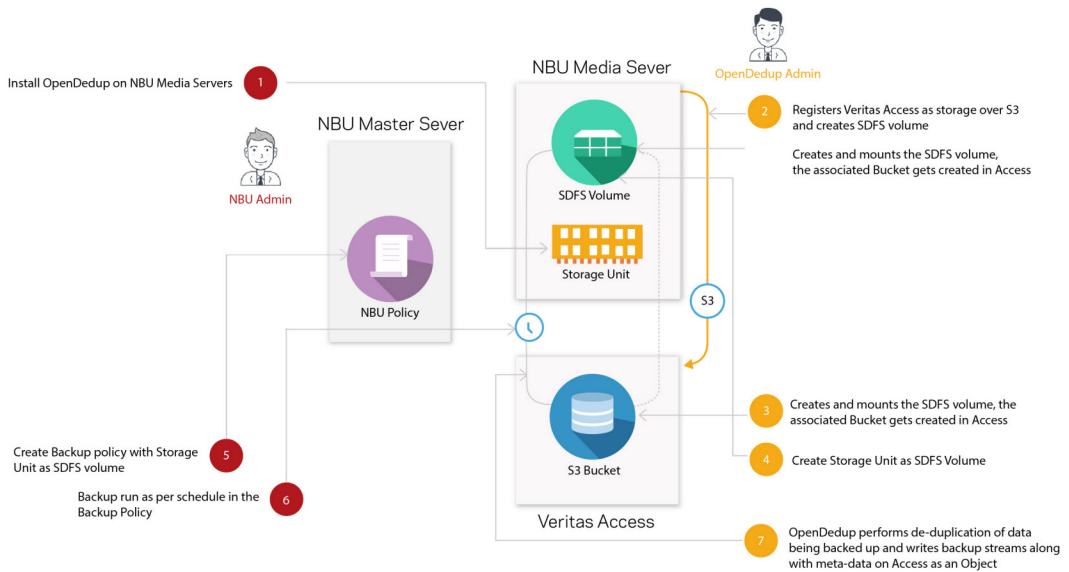 OpenDedup Admin
NBU Media Sever
Install OpenDedup on NBU Media Servers
1
2
Registers Veritas Access as storage over S3
and creates SDFS volume
NBU Master Sever
Creates and mounts the SDFS volume,
the associated Bucket gets created in Access
NBU Admin
SDFS Volume
Storage Unit
NBU Policy
S3
3
Creates and mounts the SDFS volume, the
associated Bucket gets created in Access
Create Backup policy with Storage
Unit as SDFS volume
5
4
Create Storage Unit as SDFS Volume
S3 Bucket
Backup run as per schedule in the
Backup Policy
6
Veritas Access
7
OpenDedup performs de-duplication of data
being backed up and writes backup streams along
with meta-data on Access as an Object